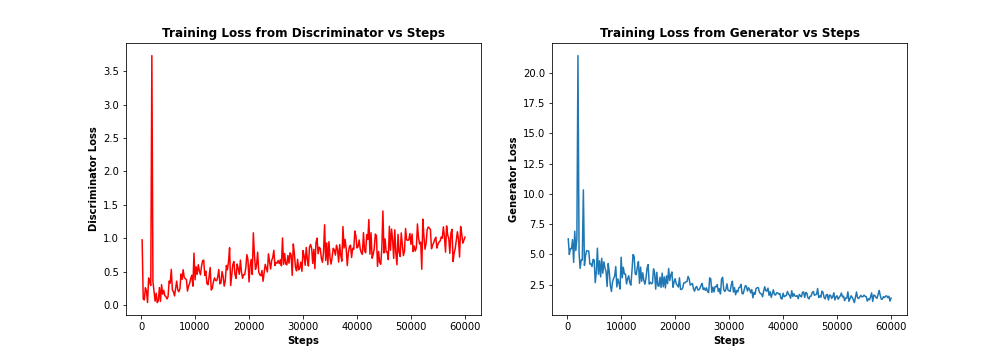 Training Loss from Discriminator vs Steps
Discriminator Loss
3.5
3.0
2.5
2.0
1.5
1.0
0.5
0.0
0 10000 20000 30000 40000 50000 60000
Steps
Training Loss from Generator vs Steps
Generator Loss
20.0
17.5
15.0
12.5
10.0
7.5
5.0
2.5
0 10000 20000 30000 40000 50000 60000
Steps